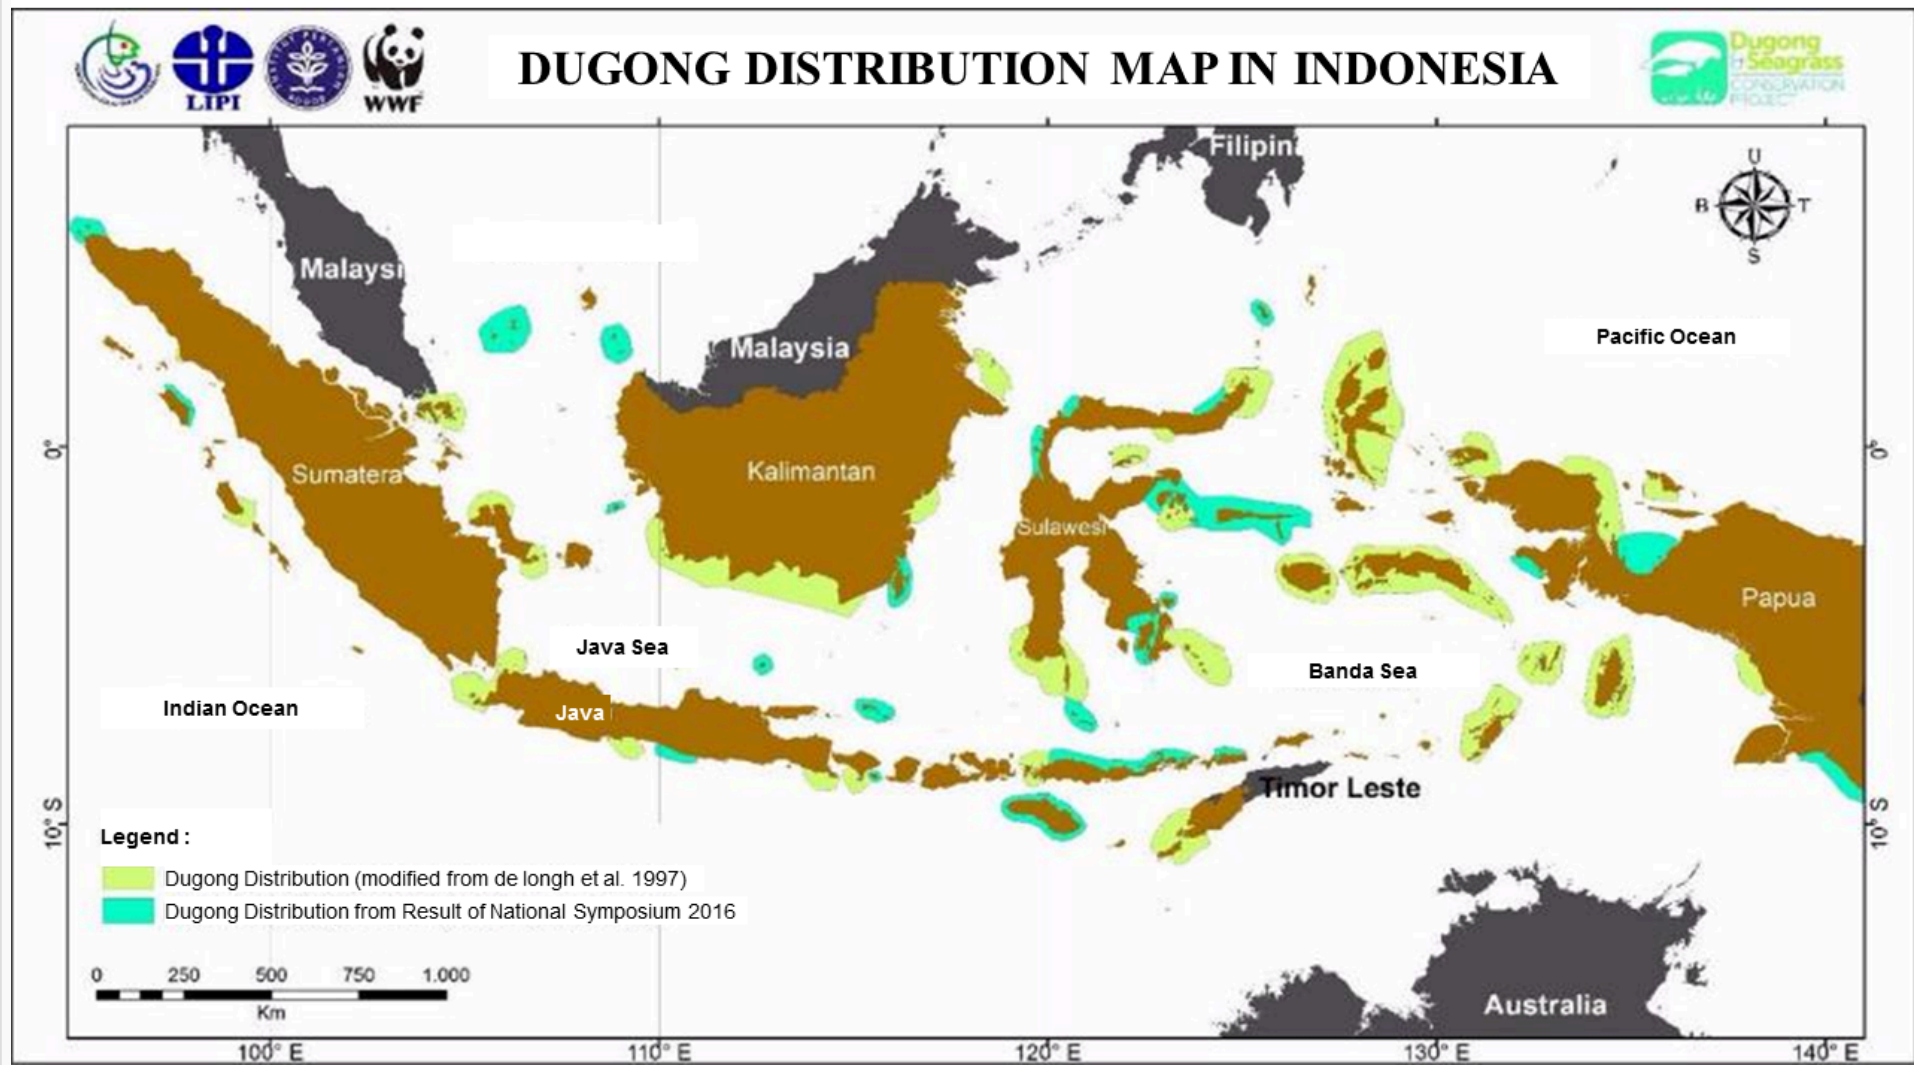 LIPI
INSTITUT PERTANIAN
BOGOR
WWF
DUGONG DISTRIBUTION MAP IN INDONESIA
Dugong
& Seagrass
CONSERVATION
PROJECT
Filipin
U
B
T
S
Malaysi
Malaysia
Pacific Ocean
0°
0°
Sumatera
Kalimantan
Sulawesi
Papua
Java Sea
Banda Sea
Indian Ocean
Java
Timor Leste
10° S
10° S
Legend :
Dugong Distribution (modified from de longh et al. 1997)
Dugong Distribution from Result of National Symposium 2016
0 250 500 750 1.000
Km
Australia
100° E
110° E
120° E
130° E
140° E